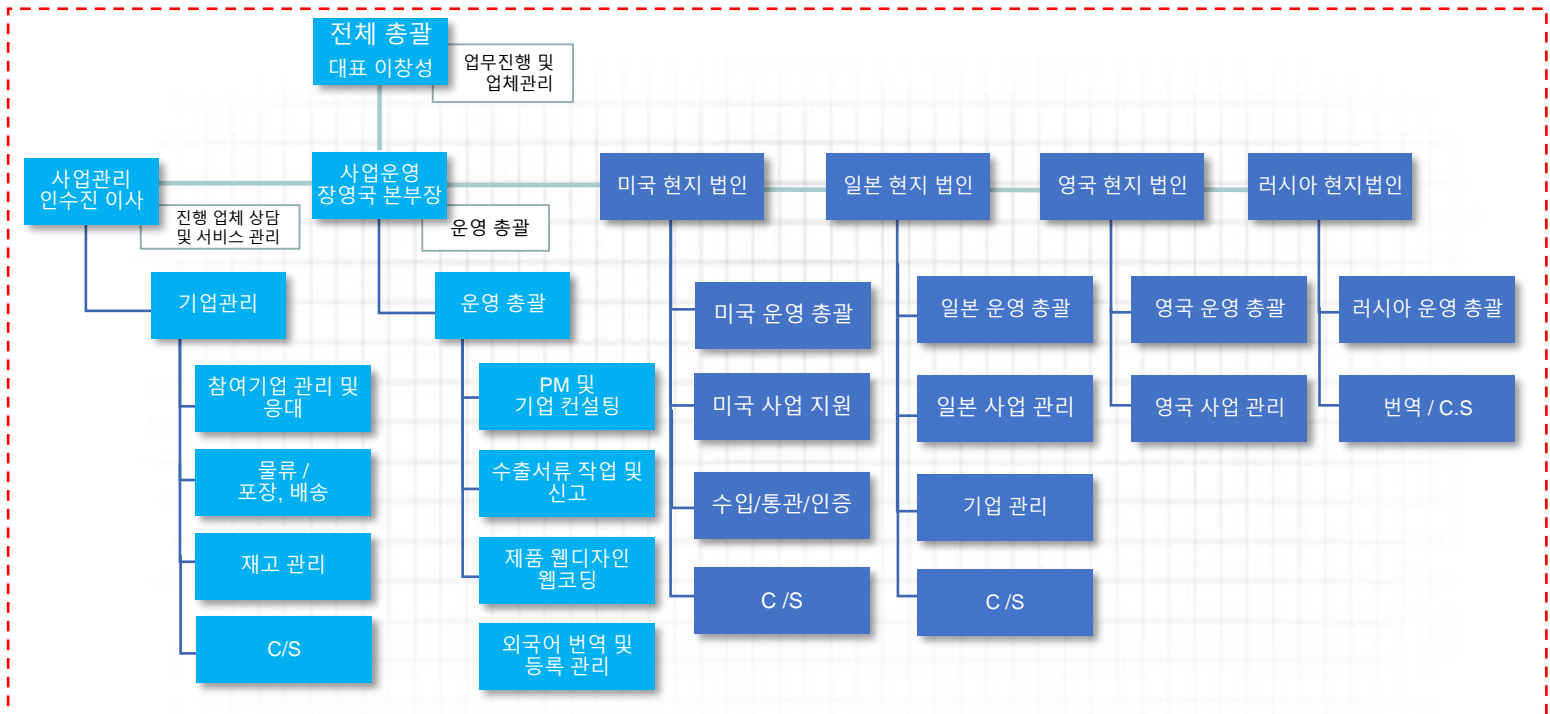 전체 총괄
대표 이창성
업무진행 및
업체관리
사업관리
인수진 이사
진행 업체 상담
및 서비스 관리
사업운영
장영국 본부장
운영 총괄
미국 현지 법인
일본 현지 법인
영국 현지 법인
러시아 현지법인
기업관리
참여기업 관리 및
응대
물류 /
포장, 배송
재고 관리
C/S
운영 총괄
PM 및
기업 컨설팅
수출서류 작업 및
신고
제품 웹디자인
웹코딩
외국어 번역 및
등록 관리
미국 운영 총괄
미국 사업 지원
수입/통관/인증
C /S
일본 운영 총괄
일본 사업 관리
기업 관리
C /S
영국 운영 총괄
영국 사업 관리
러시아 운영 총괄
번역 / C.S